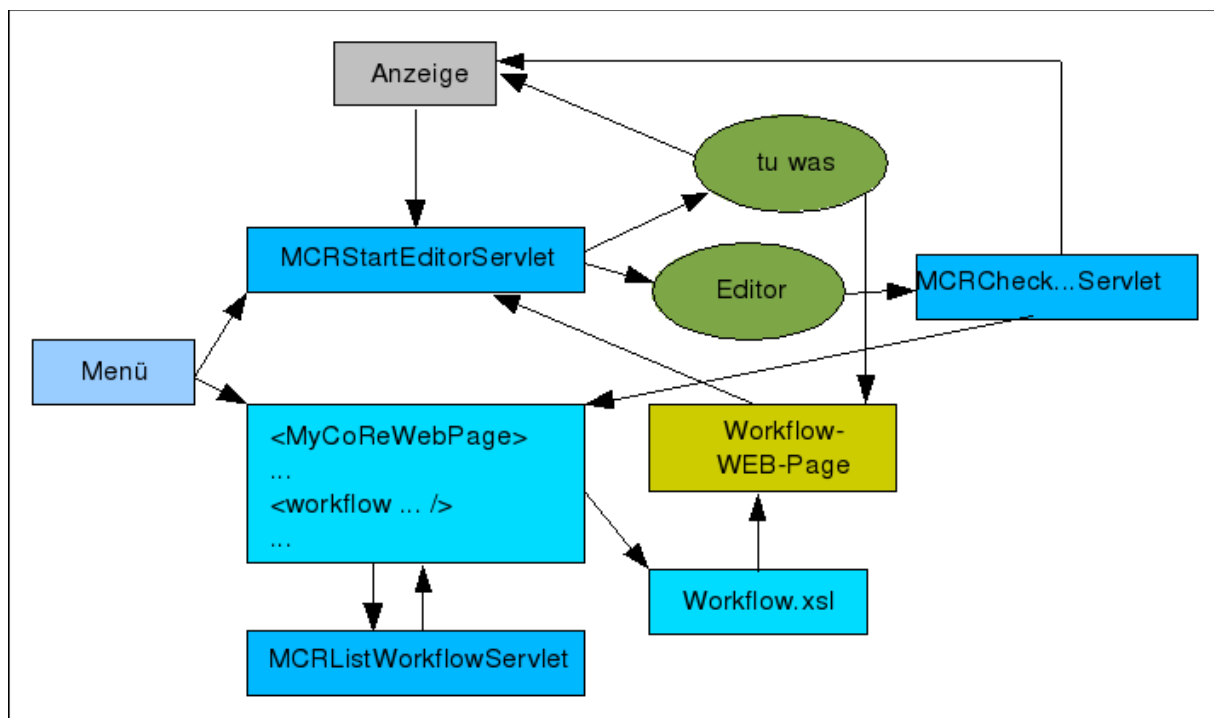 Anzeige
tu was
MCRStartEditorServlet
Editor
MCRCheck...Servlet
Menü
<MyCoReWebPage>
...
<workflow ... />
...
Workflow-
WEB-Page
Workflow.xsl
MCRListWorkflowServlet